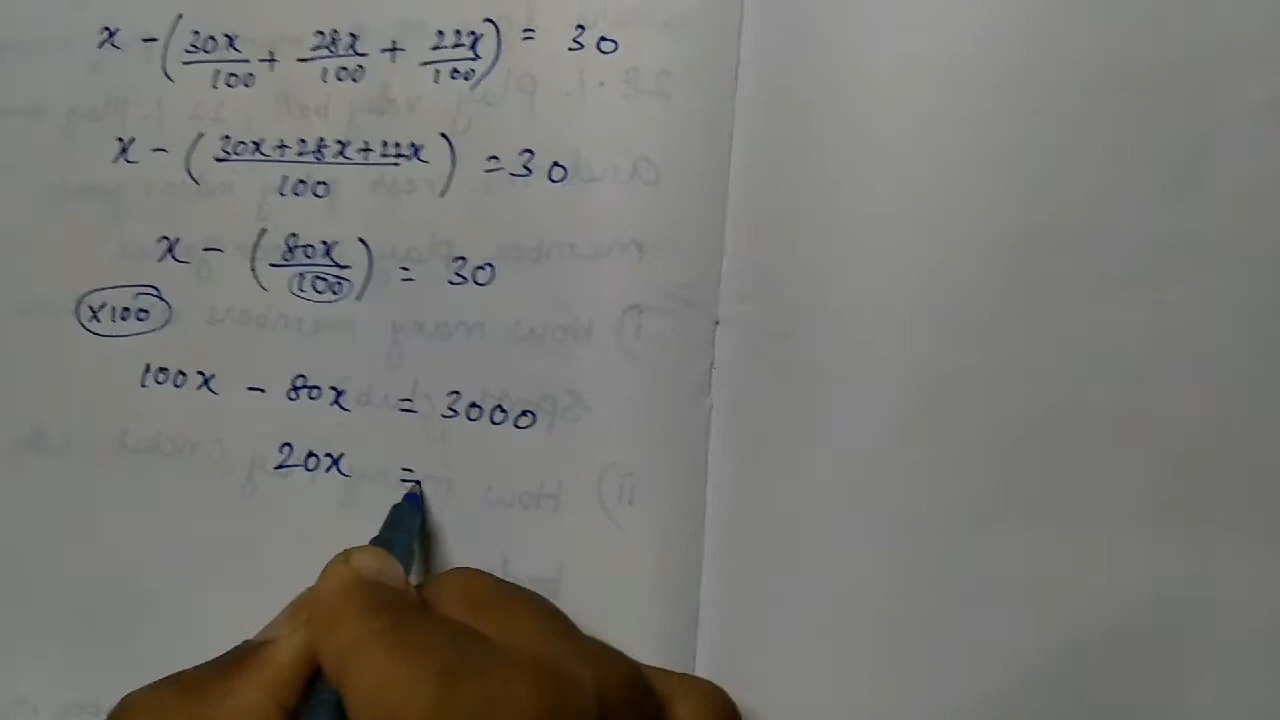 x - (30x/100 + 28x/100 + 22x/100) = 30
x - (30x+28x+22x/100) = 30
x - (80x/100) = 30
x100
100x - 80x = 3000
20x =